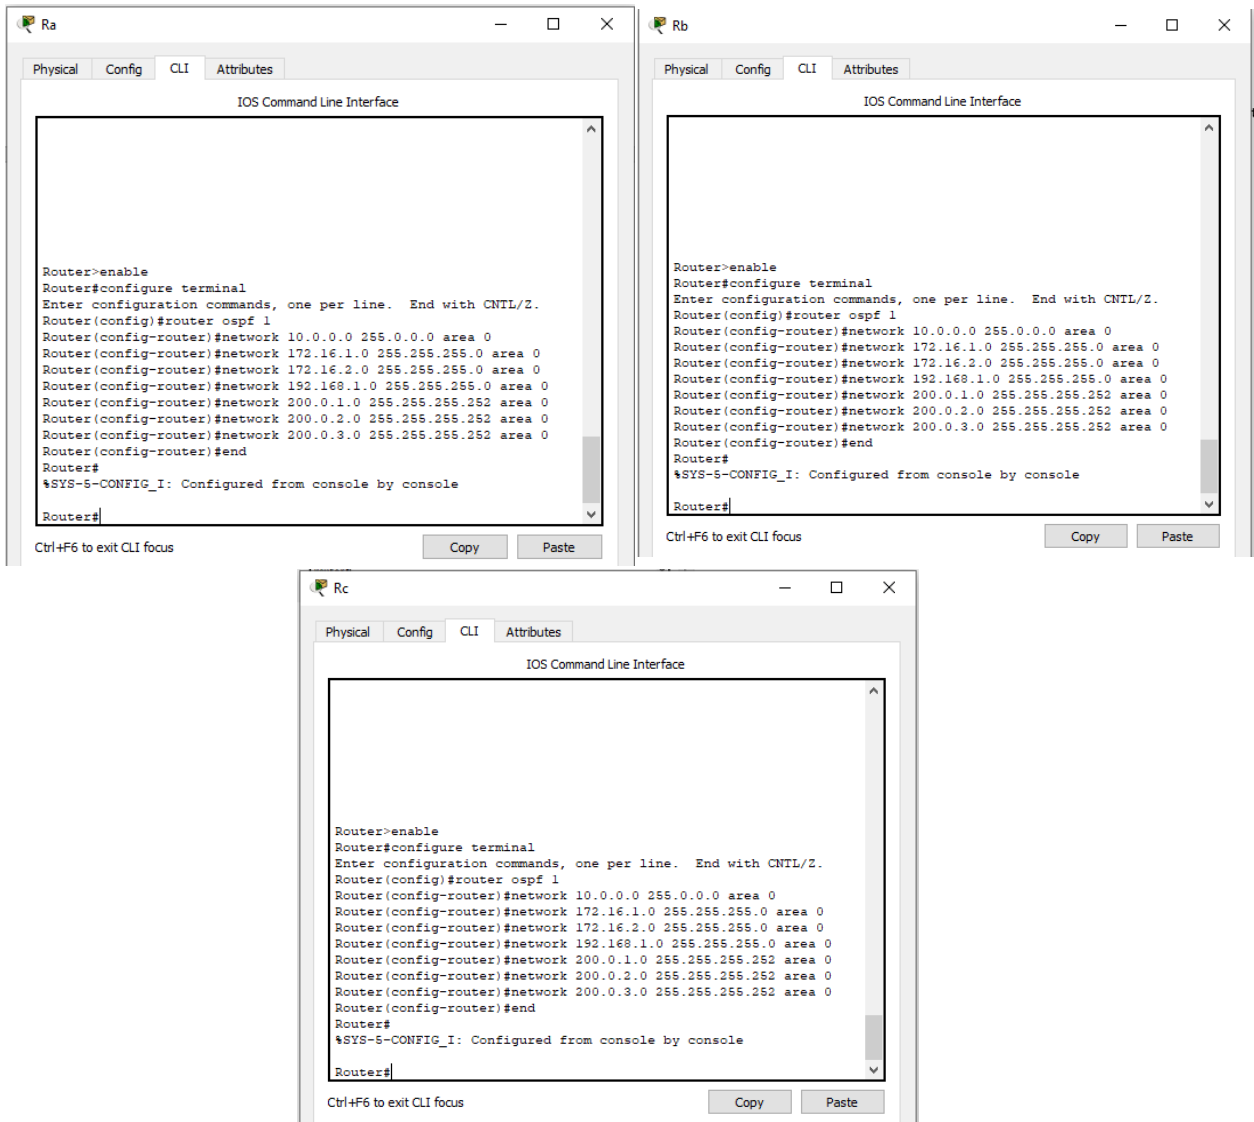 Ra
Physical Config CLI Attributes
IOS Command Line Interface
Router>enable
Router#configure terminal
Enter configuration commands, one per line.  End with CNTL/Z.
Router(config)#router ospf 1
Router(config-router)#network 10.0.0.0 255.0.0.0 area 0
Router(config-router)#network 172.16.1.0 255.255.255.0 area 0
Router(config-router)#network 172.16.2.0 255.255.255.0 area 0
Router(config-router)#network 192.168.1.0 255.255.255.0 area 0
Router(config-router)#network 200.0.1.0 255.255.255.252 area 0
Router(config-router)#network 200.0.2.0 255.255.255.252 area 0
Router(config-router)#network 200.0.3.0 255.255.255.252 area 0
Router(config-router)#end
Router#
%SYS-5-CONFIG_I: Configured from console by console
Router#
Ctrl+F6 to exit CLI focus
Copy Paste
Rb
Physical Config CLI Attributes
IOS Command Line Interface
Router>enable
Router#configure terminal
Enter configuration commands, one per line.  End with CNTL/Z.
Router(config)#router ospf 1
Router(config-router)#network 10.0.0.0 255.0.0.0 area 0
Router(config-router)#network 172.16.1.0 255.255.255.0 area 0
Router(config-router)#network 172.16.2.0 255.255.255.0 area 0
Router(config-router)#network 192.168.1.0 255.255.255.0 area 0
Router(config-router)#network 200.0.1.0 255.255.255.252 area 0
Router(config-router)#network 200.0.2.0 255.255.255.252 area 0
Router(config-router)#network 200.0.3.0 255.255.255.252 area 0
Router(config-router)#end
Router#
%SYS-5-CONFIG_I: Configured from console by console
Router#
Ctrl+F6 to exit CLI focus
Copy Paste
Rc
Physical Config CLI Attributes
IOS Command Line Interface
Router>enable
Router#configure terminal
Enter configuration commands, one per line.  End with CNTL/Z.
Router(config)#router ospf 1
Router(config-router)#network 10.0.0.0 255.0.0.0 area 0
Router(config-router)#network 172.16.1.0 255.255.255.0 area 0
Router(config-router)#network 172.16.2.0 255.255.255.0 area 0
Router(config-router)#network 192.168.1.0 255.255.255.0 area 0
Router(config-router)#network 200.0.1.0 255.255.255.252 area 0
Router(config-router)#network 200.0.2.0 255.255.255.252 area 0
Router(config-router)#network 200.0.3.0 255.255.255.252 area 0
Router(config-router)#end
Router#
%SYS-5-CONFIG_I: Configured from console by console
Router#
Ctrl+F6 to exit CLI focus
Copy Paste